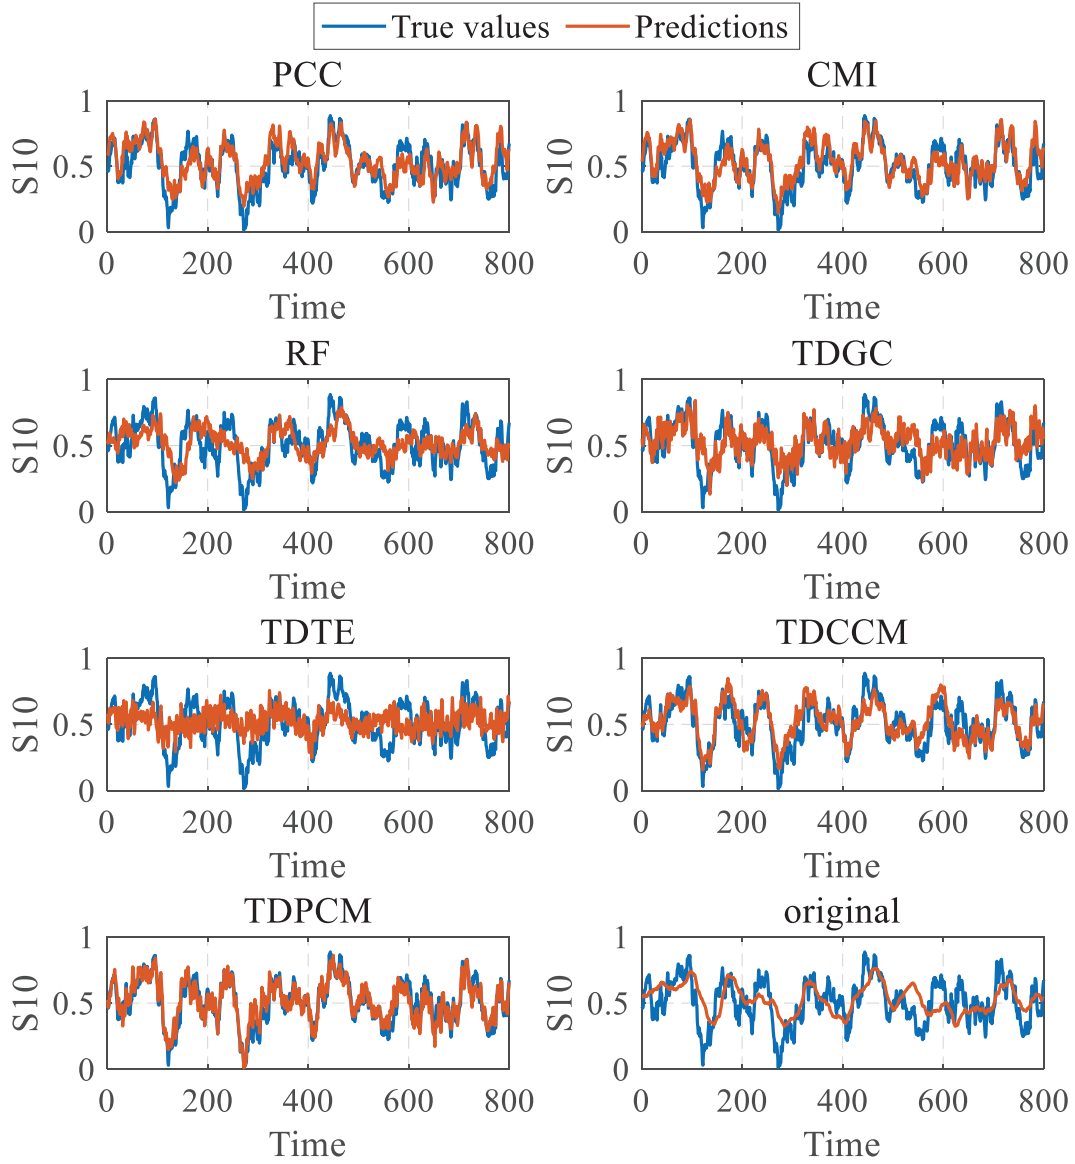 True values Predictions
PCC CMI
1 1
S10 0.5 S10 0.5
0 0
0 200 400 600 800 0 200 400 600 800
Time Time
RF TDGC
1 1
S10 0.5 S10 0.5
0 0
0 200 400 600 800 0 200 400 600 800
Time Time
TDTE TDCCM
1 1
S10 0.5 S10 0.5
0 0
0 200 400 600 800 0 200 400 600 800
Time Time
TDPCM original
1 1
S10 0.5 S10 0.5
0 0
0 200 400 600 800 0 200 400 600 800
Time Time